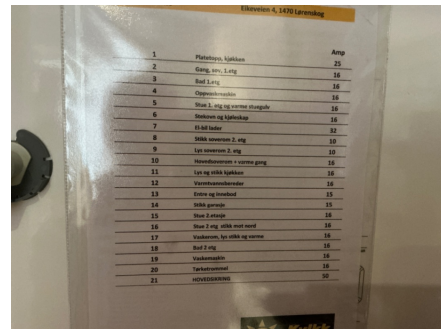 Eikeveien 4, 1470 Lørenskog
Amp
1 Platetopp, kjøkken 25
2 Gang, sov, 1.etg 16
3 Bad 1.etg 16
4 Oppvaskmaskin 16
5 Stue 1. etg og varme stuegulv 16
6 Stekovn og kjøleskap 16
7 El-bil lader 32
8 Stikk soverom 2. etg 10
9 Lys soverom 2. etg 10
10 Hovedsoverom + varme gang 16
11 Lys og stikk kjøkken 16
12 Varmtvannsbereder 16
13 Entre og innebod 15
14 Stikk garasje 15
15 Stue 2.etasje 16
16 Stue 2 etg stikk mot nord 16
17 Vaskerom, lys stikk og varme 16
18 Bad 2 etg 16
19 Vaskemaskin 16
20 Tørketrommel 16
21 HOVEDSIKRING 50